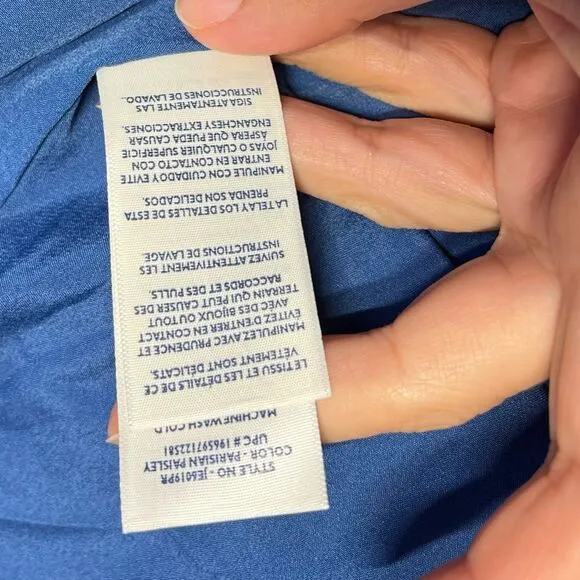 STYLE NO - JE6019PR
COLOR - PARISIAN PAISLEY
UPC # 196597122581
MACHINE WASH COLD
LE TISSU ET LES DÉTAILS DE CE
VÊTEMENT SONT DÉLICATS.
MANIPULEZ AVEC PRUDENCE ET
ÉVITEZ D'ENTRER EN CONTACT
AVEC DES BIJOUX OU TOUT
TERRAIN QUI PEUT CAUSER DES
RACCORDS ET DES PULLS.
SUIVEZ ATTENTIVEMENT LES
INSTRUCTIONS DE LAVAGE
LA TELA Y LOS DETALLES DE ESTA
PRENDA SON DELICADOS.
MANIPULE CON CUIDADO Y EVITE
ENTRAR EN CONTACTO CON
JOYAS O CUALQUIER SUPERFICIE
ÁSPERA QUE PUEDA CAUSAR
ENGANCHES Y EXTRACCIONES.
SIGA ATENTAMENTE LAS
INSTRUCCIONES DE LAVADO..